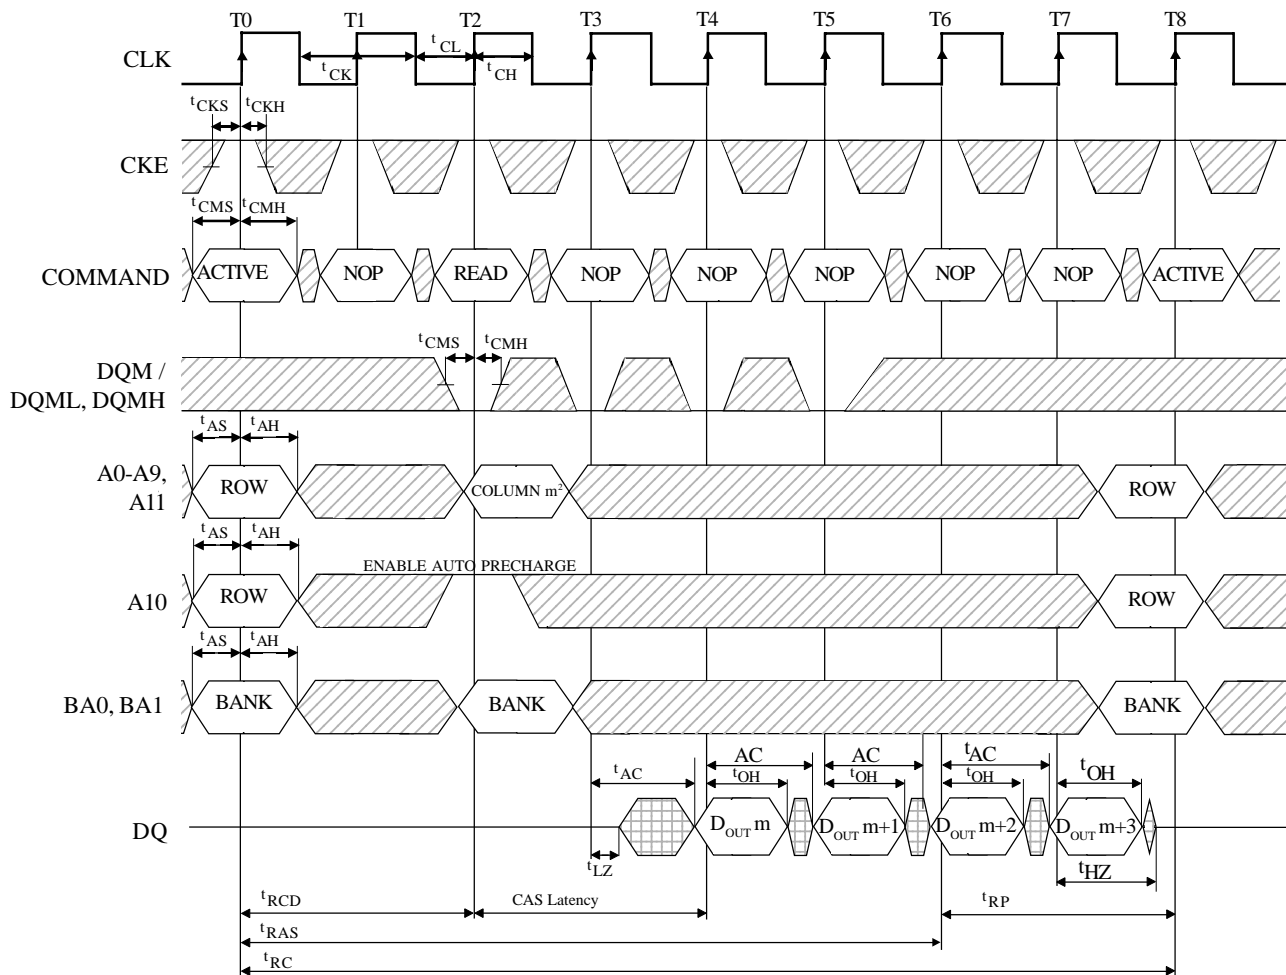 T0 T1 T2 T3 T4 T5 T6 T7 T8
CLK
tCK tCL tCH
tCKS tCKH
CKE
tCMS tCMH
COMMAND ACTIVE NOP READ NOP NOP NOP NOP NOP ACTIVE
tCMS tCMH
DQM /
DQML, DQMH
tAS tAH
A0-A9,
A11
ROW COLUMN m² ROW
tAS tAH
ENABLE AUTO PRECHARGE
A10 ROW ROW
tAS tAH
BA0, BA1 BANK BANK BANK
tAC AC AC tAC
tOH tOH tOH tOH
DQ DOUT m DOUT m+1 DOUT m+2 DOUT m+3
tLZ tHZ
tRCD CAS Latency tRP
tRAS
tRC